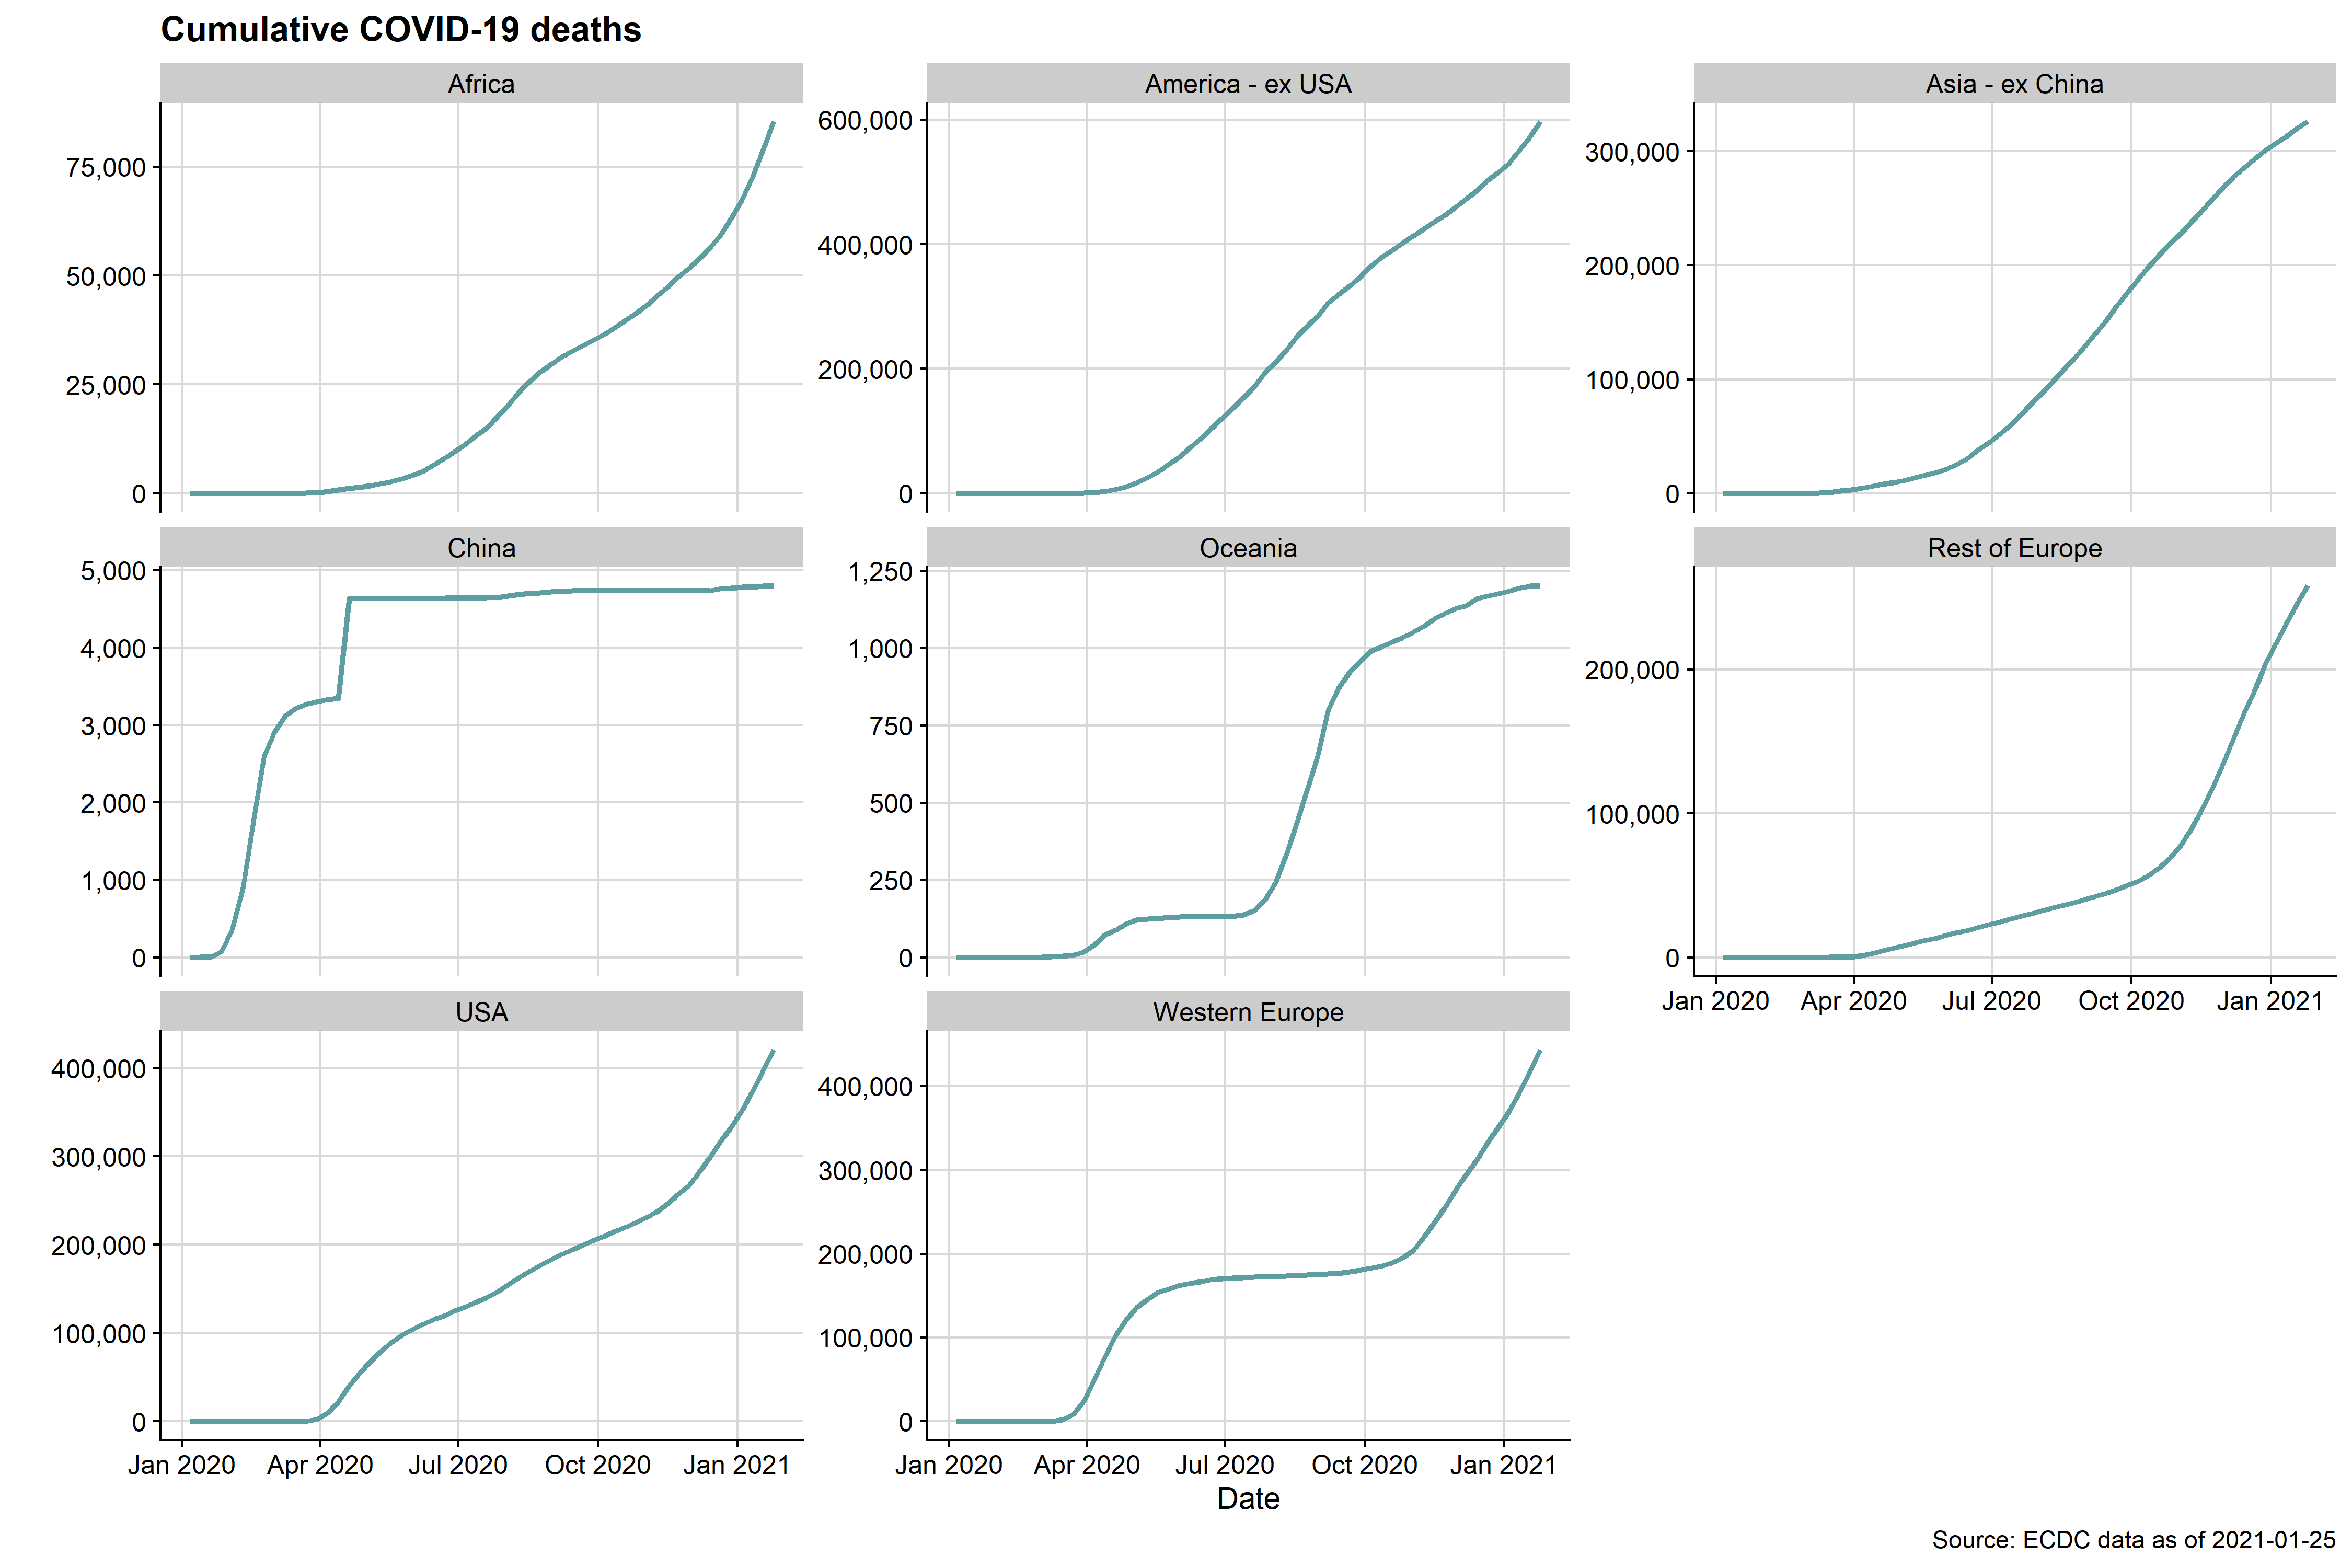 Cumulative COVID-19 deaths
Africa
America - ex USA
Asia - ex China
75,000
50,000
25,000
0
600,000
400,000
200,000
0
300,000
200,000
100,000
0
China
Oceania
Rest of Europe
5,000
4,000
3,000
2,000
1,000
0
1,250
1,000
750
500
250
0
200,000
100,000
0
Jan 2020 Apr 2020 Jul 2020 Oct 2020 Jan 2021
USA
Western Europe
400,000
300,000
200,000
100,000
0
400,000
300,000
200,000
100,000
0
Jan 2020 Apr 2020 Jul 2020 Oct 2020 Jan 2021
Jan 2020 Apr 2020 Jul 2020 Oct 2020 Jan 2021
Date
Source: ECDC data as of 2021-01-25